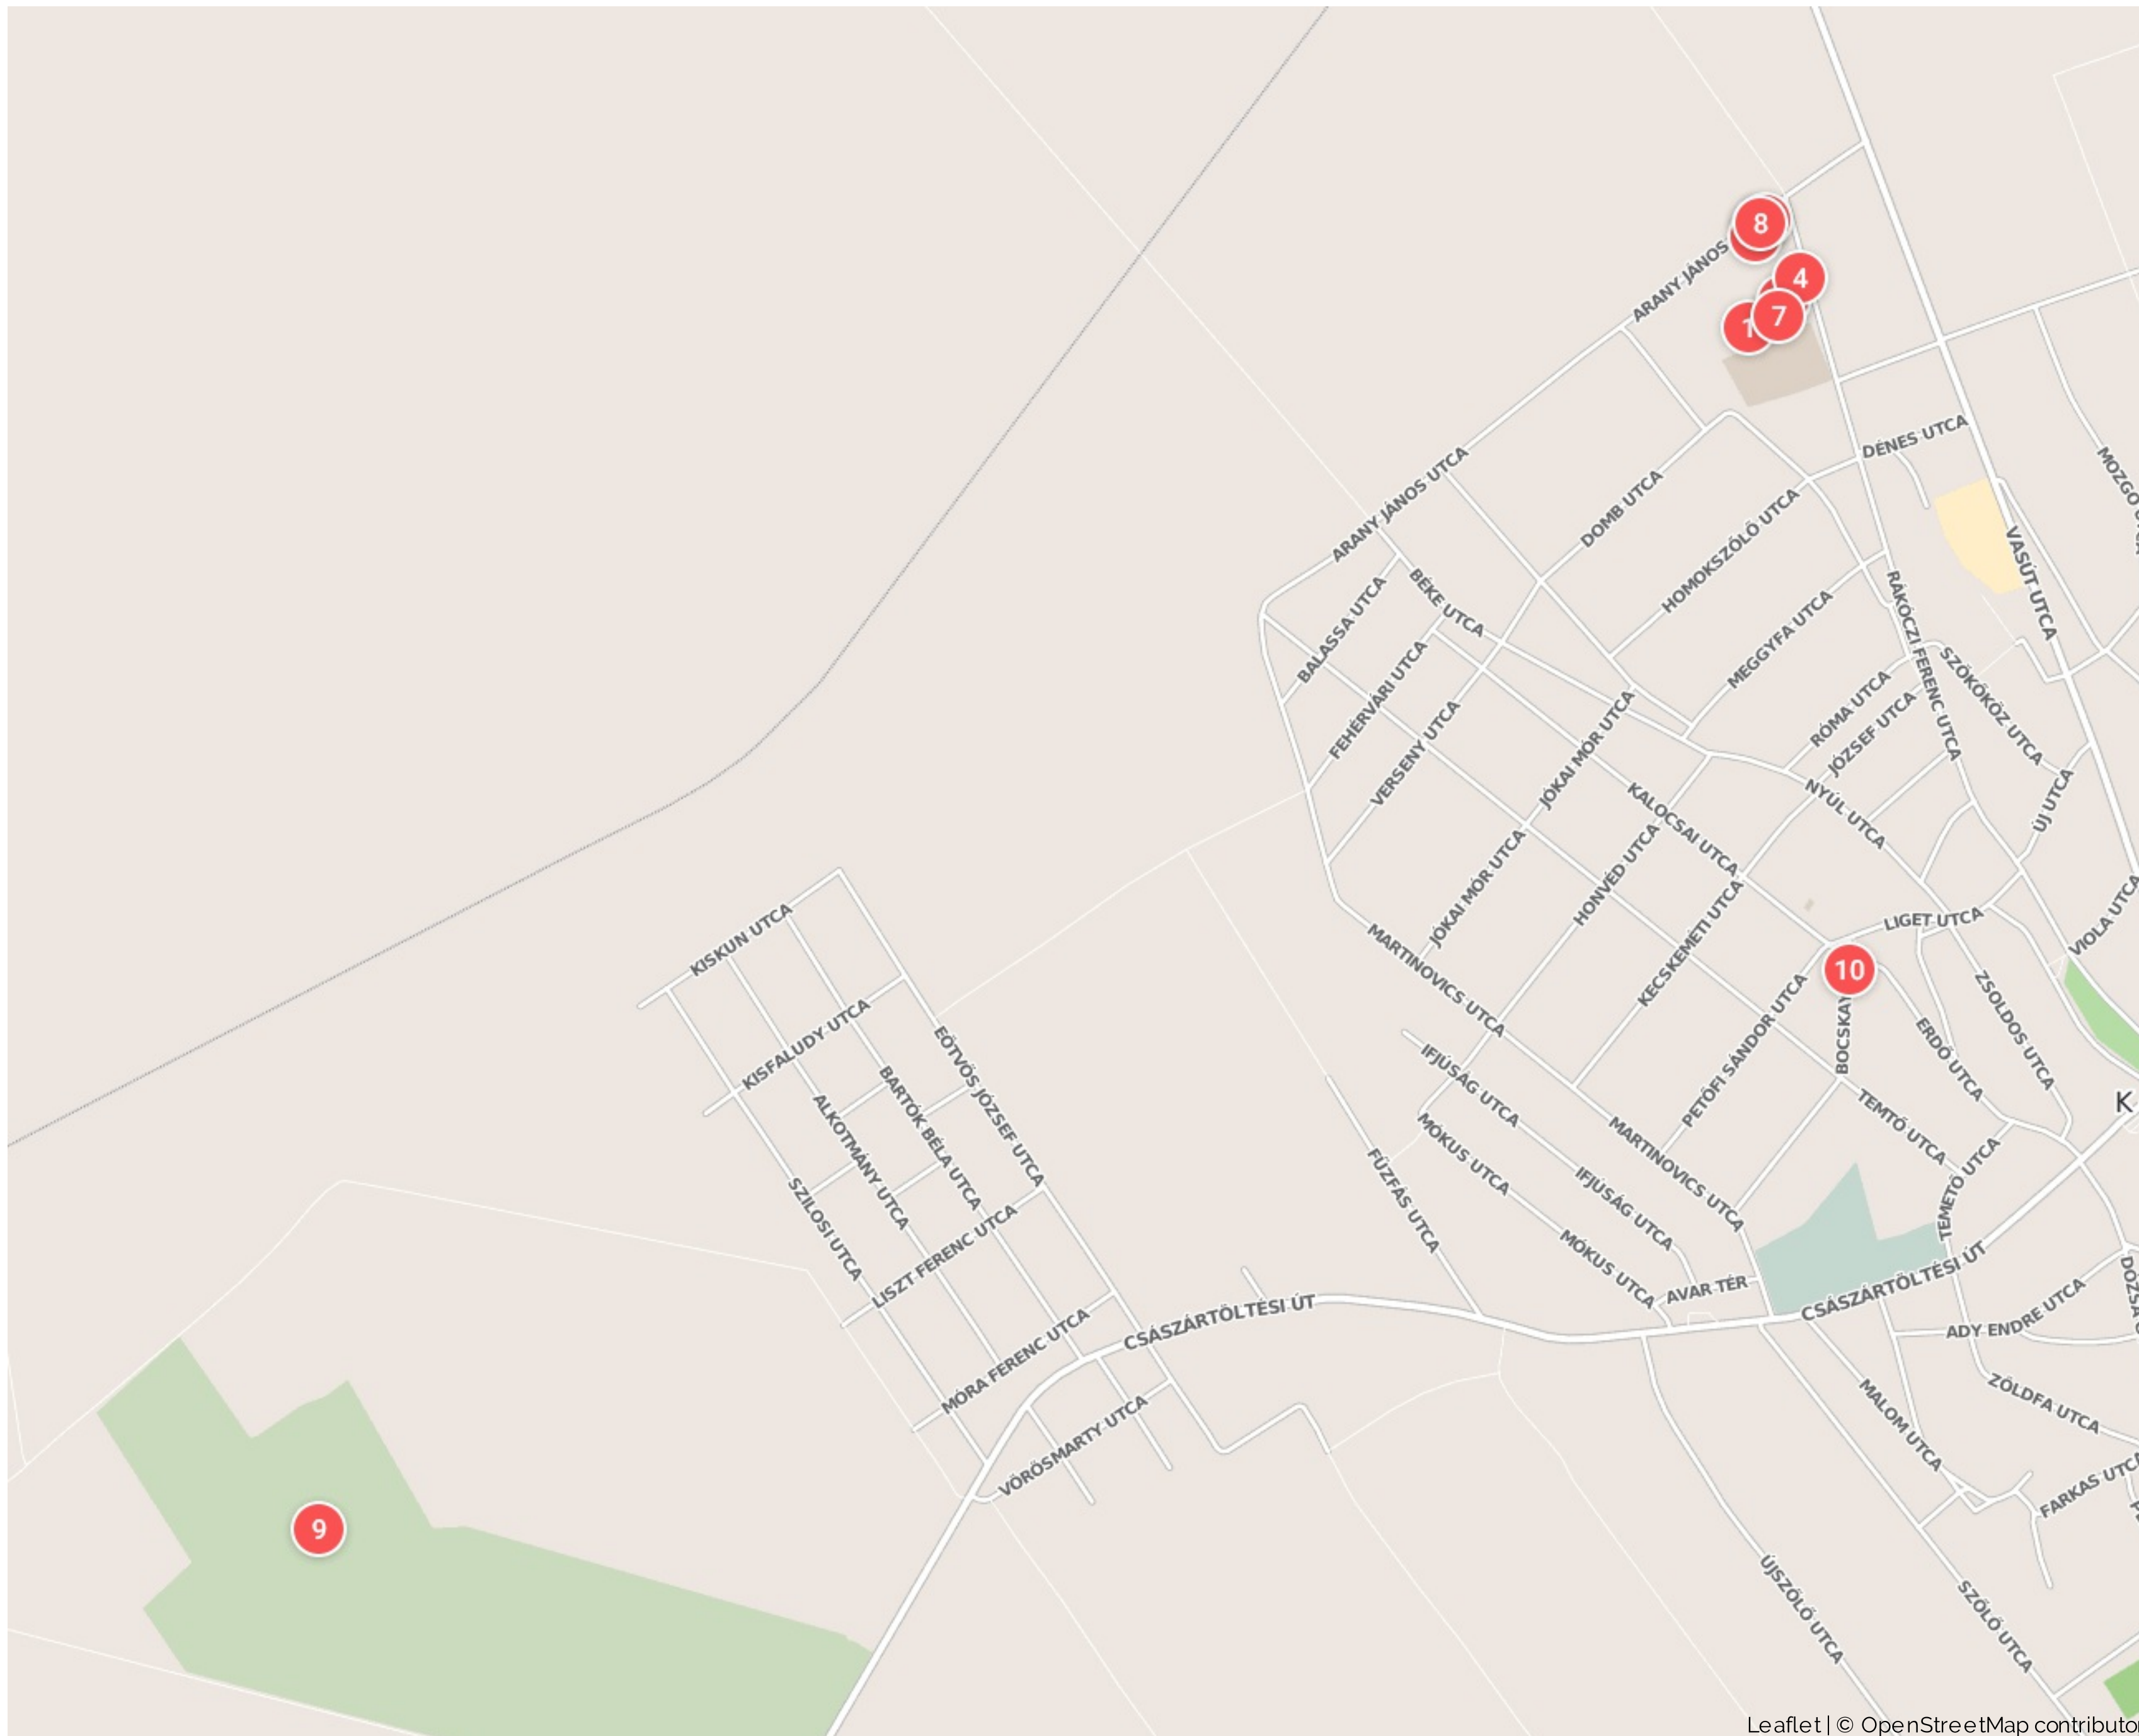 8
4
ARANY JÁNOS
1
7
DÉNES UTCA
ARANY JÁNOS UTCA
DOMB UTCA
HOMOKSZŐLŐ UTCA
VASÚT UTCA
BÉKE UTCA
BALASSA UTCA
RÁKÓCZI FERENC UTCA
MEGGYFA UTCA
FEHÉRVÁRI UTCA
SZŐKŐKÖZ UTCA
RÓMA UTCA
JÓZSEF UTCA
VERSENY UTCA
JÓKAI MÓR UTCA
KALOCSAI UTCA
NYÚL UTCA
ÚJ UTCA
JÓKAI MÓR UTCA
HONVÉD UTCA
KECSKEMÉTI UTCA
VIOLA UTCA
LIGET UTCA
KISKUN UTCA
MARTINOVICS UTCA
10
KISFALUDY UTCA
PETŐFI SÁNDOR UTCA
BOCSKAY
ERDŐ UTCA
ZSOLDOS UTCA
EÖTVÖS JÓZSEF UTCA
IFJÚSÁG UTCA
BARTÓK BÉLA UTCA
ALKOTMÁNY UTCA
K
TEMTŐ UTCA
MÓKUS UTCA
MARTINOVICS UTCA
FŰZFÁS UTCA
IFJUSÁG UTCA
TEMETŐ UTCA
SZILOSI UTCA
LISZT FERENC UTCA
MÓKUS UTCA
AVAR TÉR
CSÁSZÁRTÖLTÉSI ÚT
CSÁSZÁRTÖLTÉSI ÚT
ADY ENDRE UTCA
MÓRA FERENC UTCA
ZÖLDFA UTCA
MALOM UTCA
VÖRÖSMARTY UTCA
FARKAS UTCA
9
ÚJSZŐLŐ UTCA
SZŐLŐ UTCA
Leaflet | © OpenStreetMap contributo